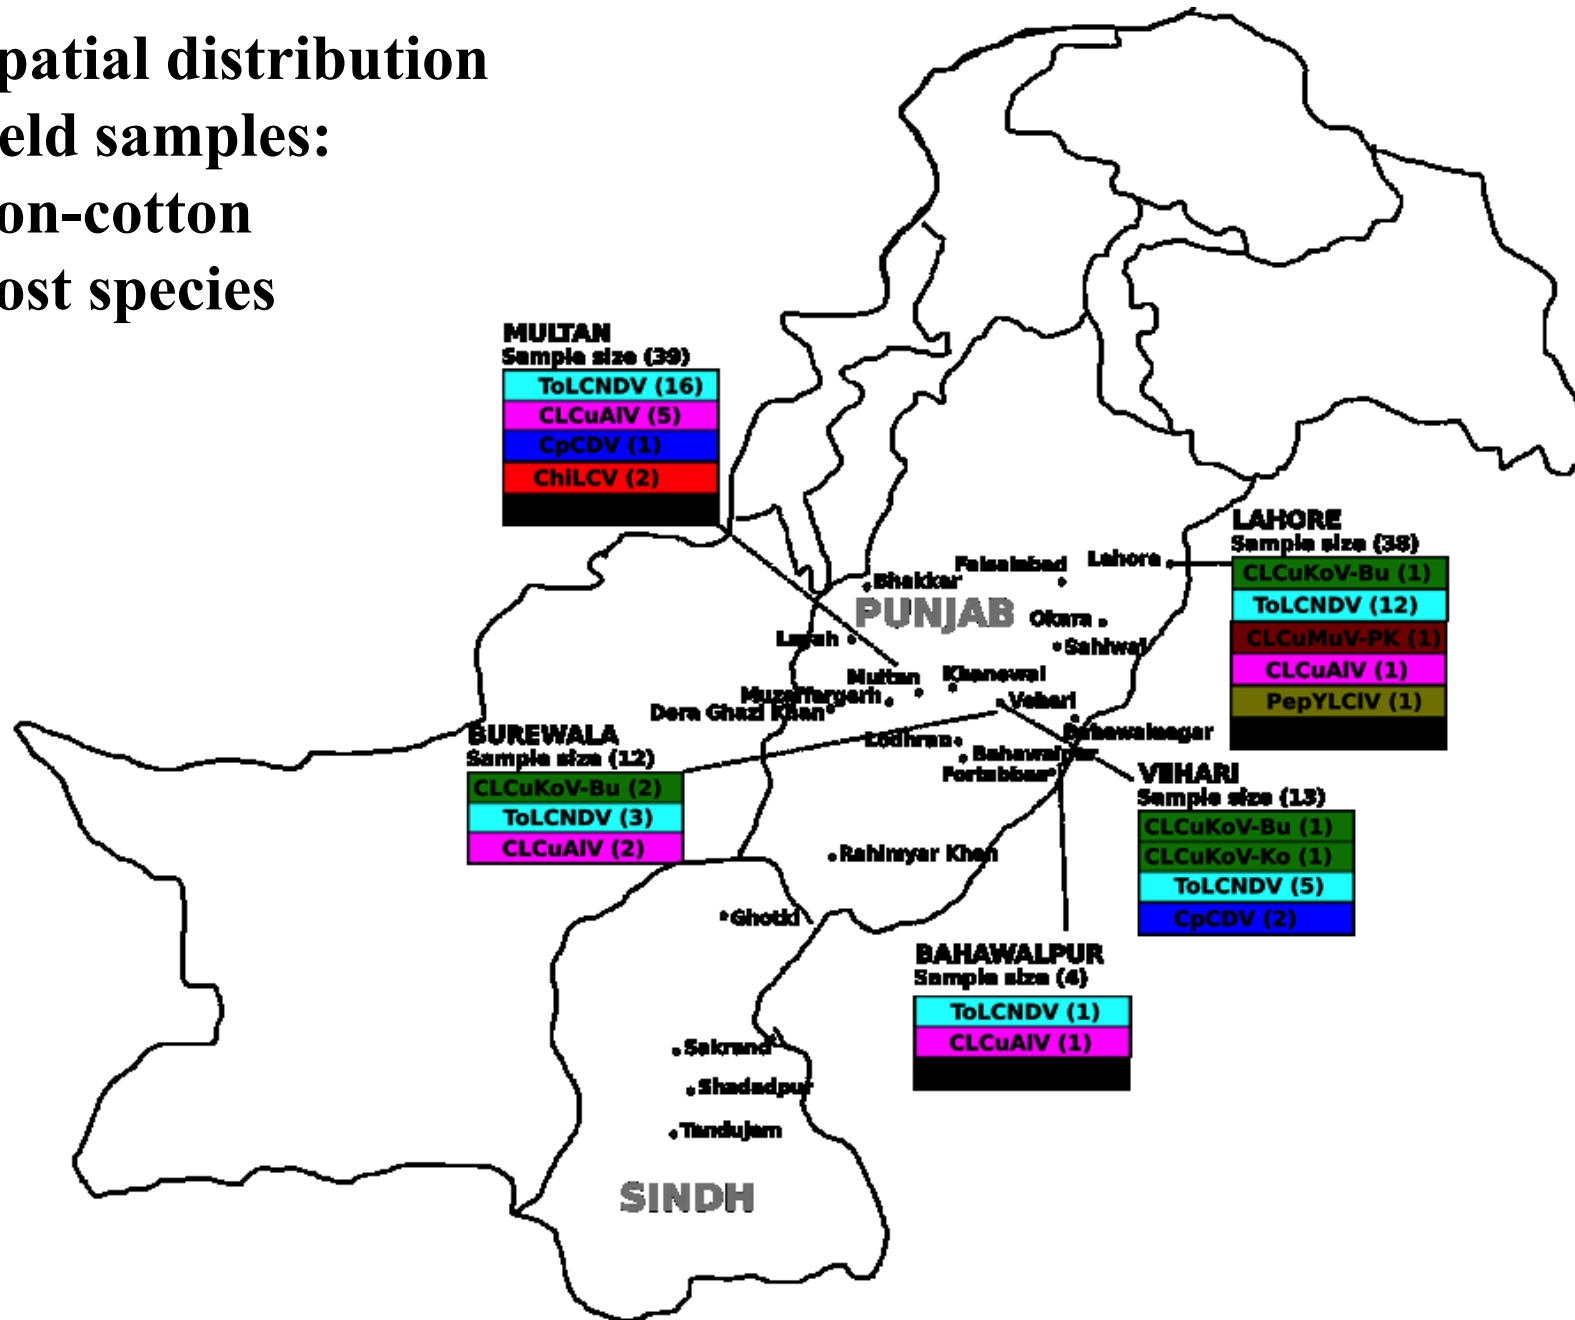 patial distribution
eld samples:
on-cotton
ost species
MULTAN
Sample size (39)
ToLCNDV (16)
CLCuAlV (5)
CpCDV (1)
ChiLCV (2)
LAHORE
Sample size (38)
CLCuKoV-Bu (1)
ToLCNDV (12)
CLCuMuV-PK (1)
CLCuAlV (1)
PepYLClV (1)
Faisalabad
Lahore
Bhakkar
PUNJAB
Okara
Layah
Sahiwal
Multan
Khanewal
Muzaffargarh
Vehari
Dera Ghazi Khan
Bahawalnagar
Lodhran
Bahawalpur
Fortabbas
BUREWALA
Sample size (12)
CLCuKoV-Bu (2)
ToLCNDV (3)
CLCuAlV (2)
VEHARI
Sample size (13)
CLCuKoV-Bu (1)
CLCuKoV-Ko (1)
ToLCNDV (5)
CpCDV (2)
Rahimyar Khan
Ghotki
BAHAWALPUR
Sample size (4)
ToLCNDV (1)
CLCuAlV (1)
Sakrand
Shadadpur
Tandujam
SINDH